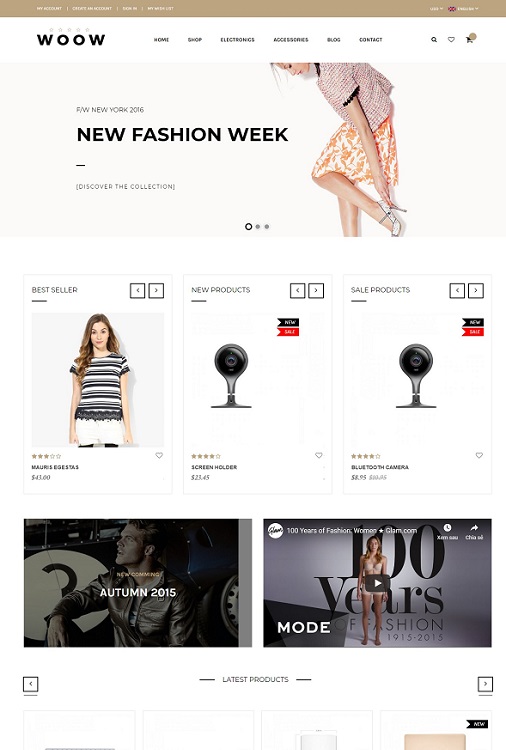 MY ACCOUNT | CREATE AN ACCOUNT | SIGN IN | MY WISH LIST
USD ENGLISH
WOOW
HOME SHOP ELECTRONICS ACCESSORIES BLOG CONTACT
F/W NEW YORK 2016
NEW FASHION WEEK
[DISCOVER THE COLLECTION]
BEST SELLER
NEW PRODUCTS
SALE PRODUCTS
NEW
SALE
NEW
SALE
MAURIS EGESTAS
$43.00
SCREEN HOLDER
$23.45
BLUETOOTH CAMERA
$8.95 $10.95
NEW COMMING
AUTUMN 2015
Glam
100 Years of Fashion: Women ★ Glam.com
Xem sau Chia sẻ
100
Years
MODE OF FASHION
1915-2015
LATEST PRODUCTS
NEW